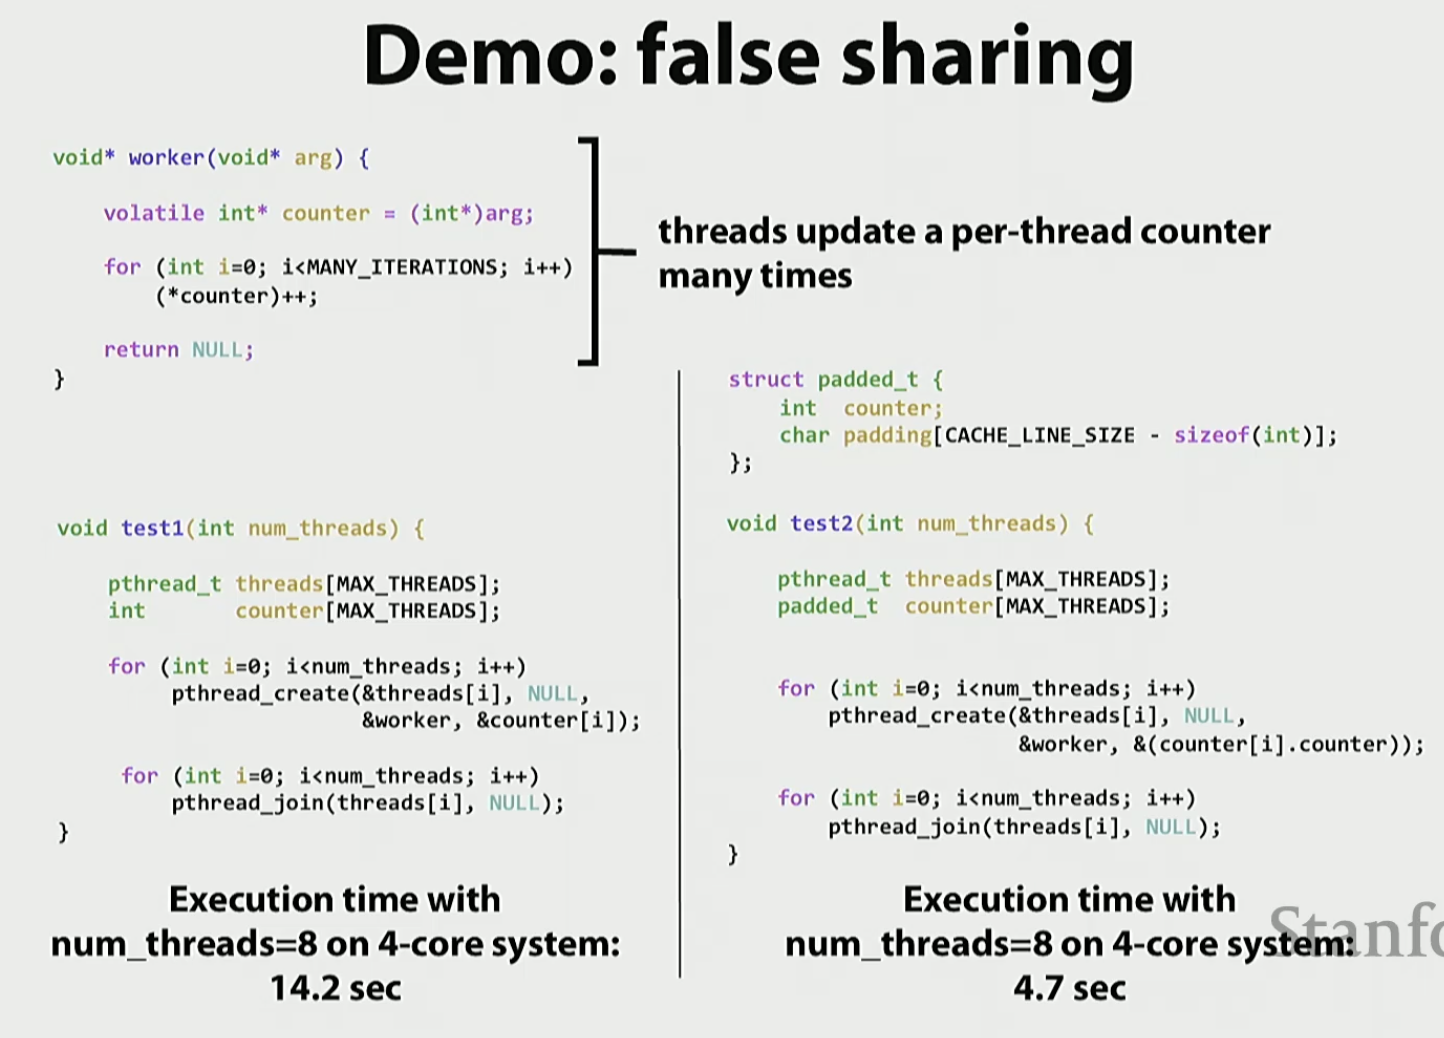 Demo: false sharing
void* worker(void* arg) {
volatile int* counter = (int*)arg;
for (int i=0; i<MANY_ITERATIONS; i++)
(*counter)++;
return NULL;
}
threads update a per-thread counter
many times
void test1(int num_threads) {
pthread_t threads[MAX_THREADS];
int counter[MAX_THREADS];
for (int i=0; i<num_threads; i++)
pthread_create(&threads[i], NULL,
&worker, &counter[i]);
for (int i=0; i<num_threads; i++)
pthread_join(threads[i], NULL);
}
Execution time with
num_threads=8 on 4-core system:
14.2 sec
struct padded_t {
int counter;
char padding[CACHE_LINE_SIZE - sizeof(int)];
};
void test2(int num_threads) {
pthread_t threads[MAX_THREADS];
padded_t counter[MAX_THREADS];
for (int i=0; i<num_threads; i++)
pthread_create(&threads[i], NULL,
&worker, &(counter[i].counter));
for (int i=0; i<num_threads; i++)
pthread_join(threads[i], NULL);
}
Execution time with
num_threads=8 on 4-core system:
4.7 sec